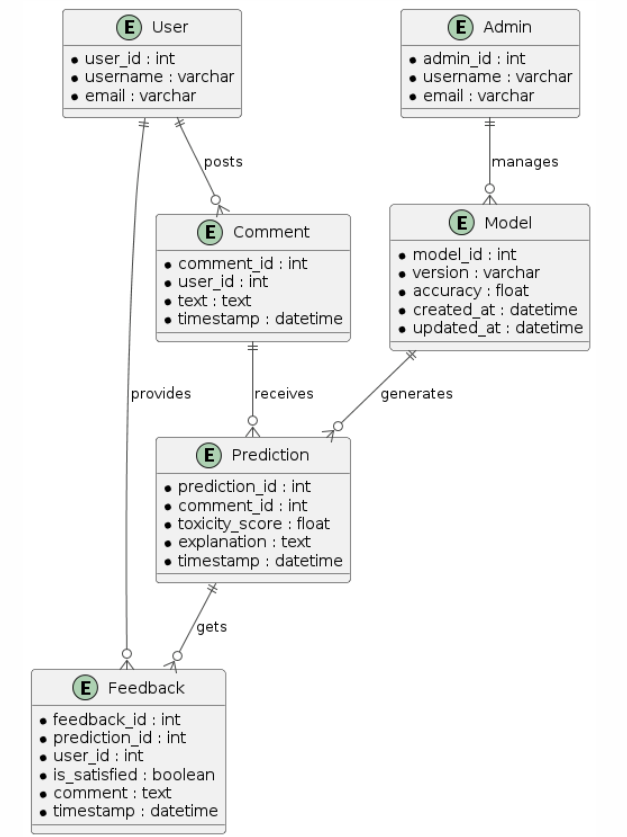 E User
user_id : int
username : varchar
email : varchar
E Admin
admin_id : int
username : varchar
email : varchar
posts
manages
E Comment
comment_id : int
user_id : int
text : text
timestamp : datetime
E Model
model_id : int
version : varchar
accuracy : float
created_at : datetime
updated_at : datetime
provides
receives
generates
E Prediction
prediction_id : int
comment_id : int
toxicity_score : float
explanation : text
timestamp : datetime
gets
E Feedback
feedback_id : int
prediction_id : int
user_id : int
is_satisfied : boolean
comment : text
timestamp : datetime